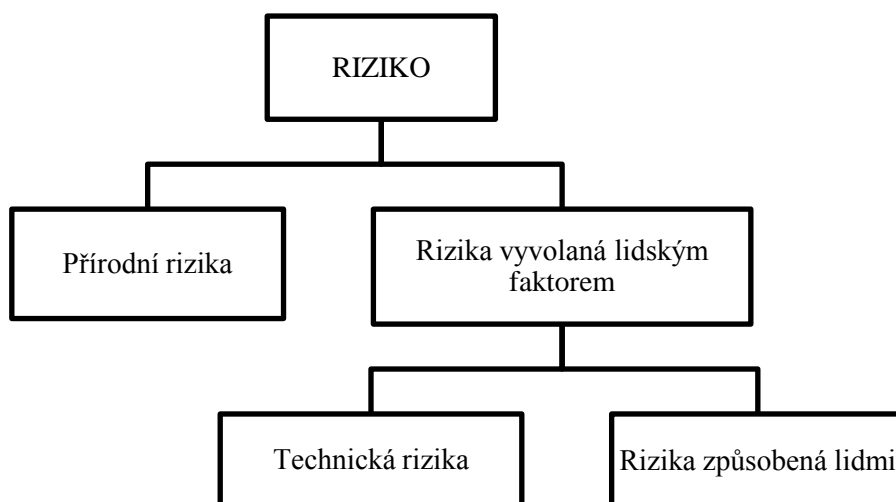 RIZIKO
Přírodní rizika
Rizika vyvolaná lidským
faktorem
Technická rizika
Rizika způsobená lidmi